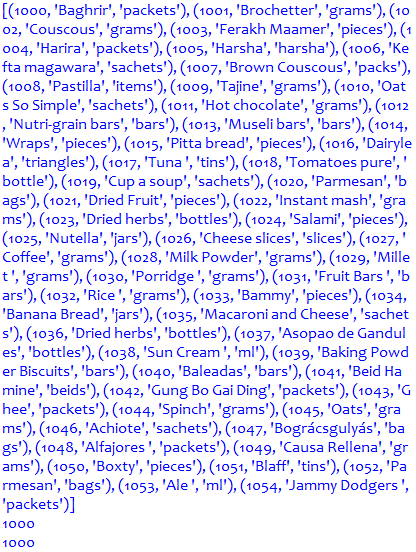 [(1000, 'Baghrir', 'packets'), (1001, 'Brochetter', 'grams'), (10
02, 'Couscous', 'grams'), (1003, 'Ferakh Maamer', 'pieces'), (1
004, 'Harira', 'packets'), (1005, 'Harsha', 'harsha'), (1006, 'Ke
fta magawara', 'sachets'), (1007, 'Brown Couscous', 'packs'),
(1008, 'Pastilla', 'items'), (1009, 'Tajine', 'grams'), (1010, 'Oat
s So Simple', 'sachets'), (1011, 'Hot chocolate', 'grams'), (1012
, 'Nutri-grain bars', 'bars'), (1013, 'Museli bars', 'bars'), (1014,
'Wraps', 'pieces'), (1015, 'Pitta bread', 'pieces'), (1016, 'Dairyle
a', 'triangles'), (1017, 'Tuna ', 'tins'), (1018, 'Tomatoes pure', '
bottle'), (1019, 'Cup a soup', 'sachets'), (1020, 'Parmesan', 'b
ags'), (1021, 'Dried Fruit', 'pieces'), (1022, 'Instant mash', 'gra
ms'), (1023, 'Dried herbs', 'bottles'), (1024, 'Salami', 'pieces'),
(1025, 'Nutella', 'jars'), (1026, 'Cheese slices', 'slices'), (1027, '
Coffee', 'grams'), (1028, 'Milk Powder', 'grams'), (1029, 'Mille
t ', 'grams'), (1030, 'Porridge ', 'grams'), (1031, 'Fruit Bars ', 'b
ars'), (1032, 'Rice ', 'grams'), (1033, 'Bammy', 'pieces'), (1034,
'Banana Bread', 'jars'), (1035, 'Macaroni and Cheese', 'sachet
s'), (1036, 'Dried herbs', 'bottles'), (1037, 'Asopao de Gandul
es', 'bottles'), (1038, 'Sun Cream ', 'ml'), (1039, 'Baking Powd
er Biscuits', 'bars'), (1040, 'Baleadas', 'bars'), (1041, 'Beid Ha
mine', 'beids'), (1042, 'Gung Bo Gai Ding', 'packets'), (1043, 'G
hee', 'packets'), (1044, 'Spinch', 'grams'), (1045, 'Oats', 'gra
ms'), (1046, 'Achiote', 'sachets'), (1047, 'Bográcsgulyás', 'ba
gs'), (1048, 'Alfajores ', 'packets'), (1049, 'Causa Rellena', 'gr
ams'), (1050, 'Boxty', 'pieces'), (1051, 'Blaff', 'tins'), (1052, 'Pa
rmesan', 'bags'), (1053, 'Ale ', 'ml'), (1054, 'Jammy Dodgers ',
'packets')]
1000
1000